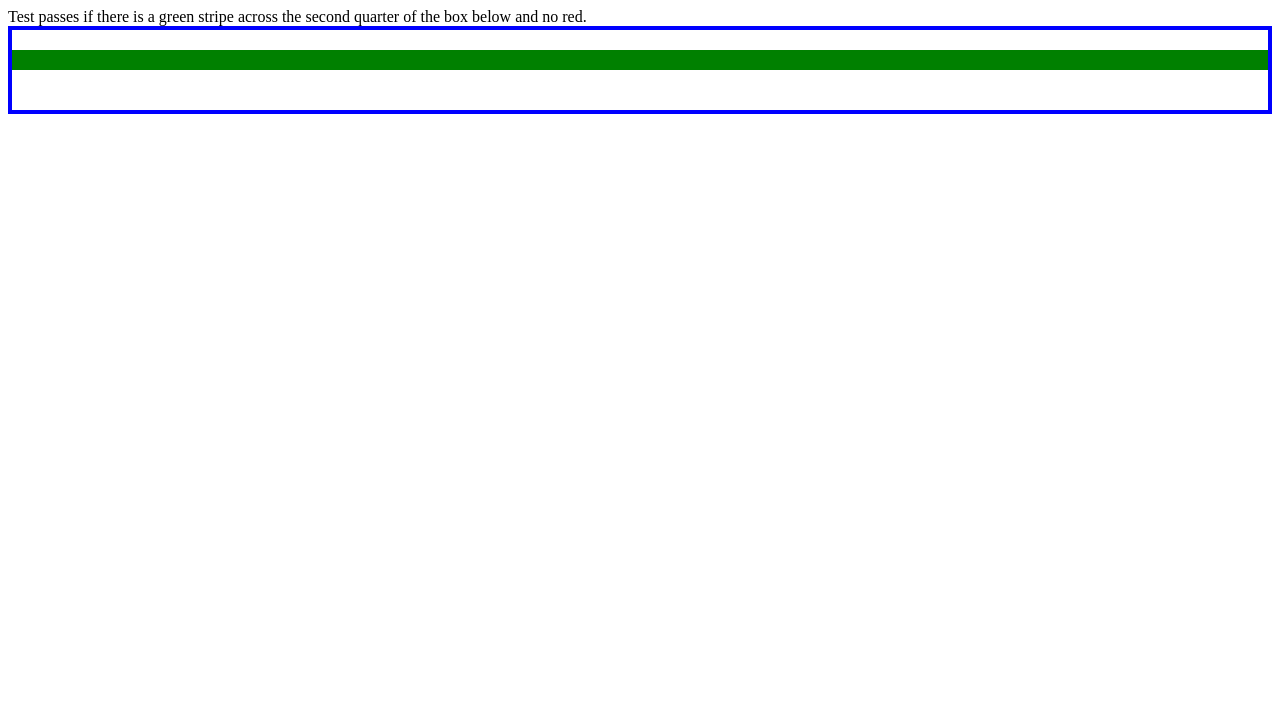 Test passes if there is a green stripe across the second quarter of the box below and no red.